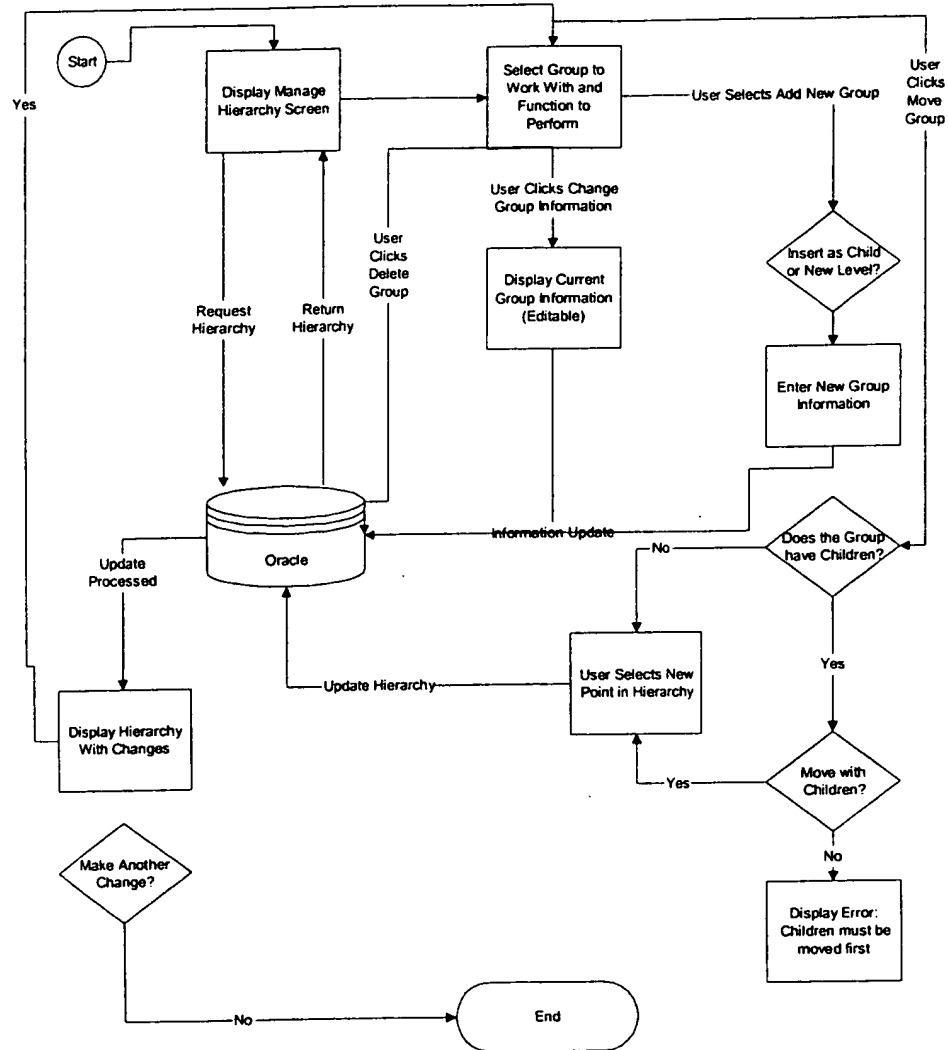 Start
Yes
Display Manage
Hierarchy Screen
Select Group to
Work With and
Function to
Perform
User Selects Add New Group
User
Clicks
Move
Group
User Clicks Change
Group Information
User
Clicks
Delete
Group
Insert as Child
or New Level?
Display Current
Group Information
(Editable)
Request
Hierarchy
Return
Hierarchy
Enter New Group
Information
Information Update
Oracle
Does the Group
have Children?
No
Update
Processed
Yes
Update Hierarchy
User Selects New
Point in Hierarchy
Display Hierarchy
With Changes
Yes
Move with
Children?
No
Make Another
Change?
Display Error:
Children must be
moved first
No
End